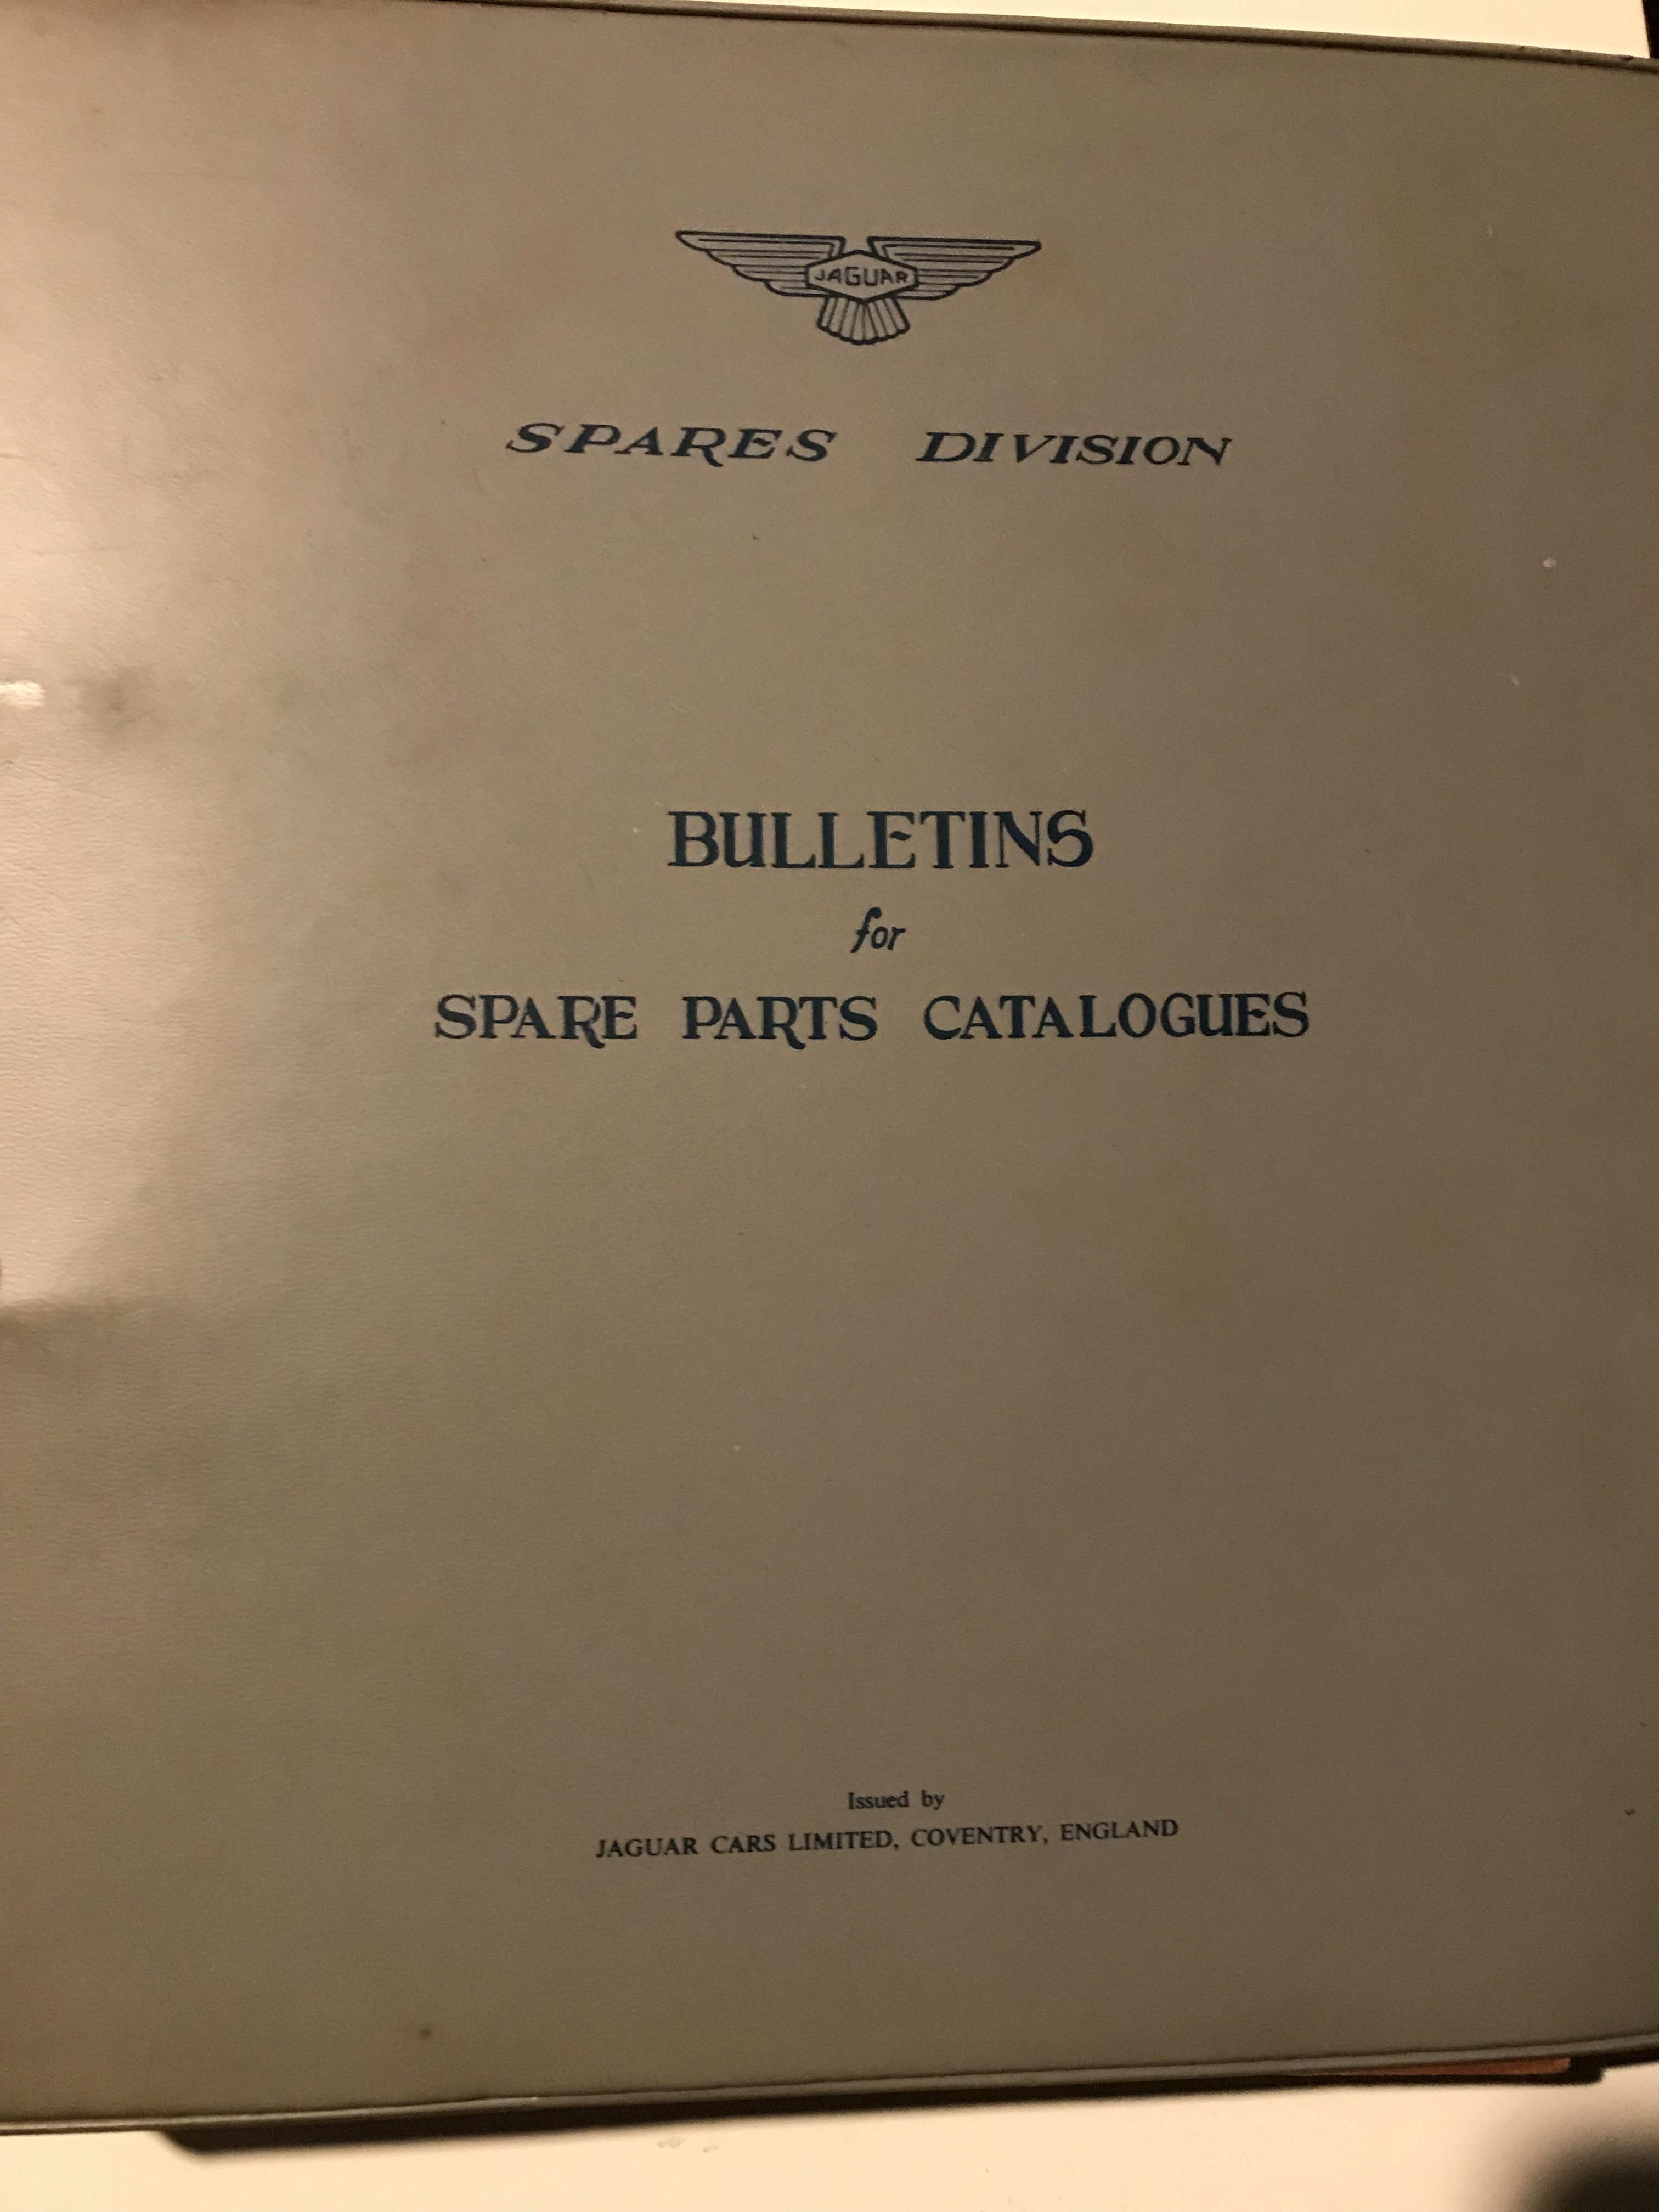 JAGUAR
SPARES DIVISION
BULLETINS
for
SPARE PARTS CATALOGUES
Issued by
JAGUAR CARS LIMITED, COVENTRY, ENGLAND